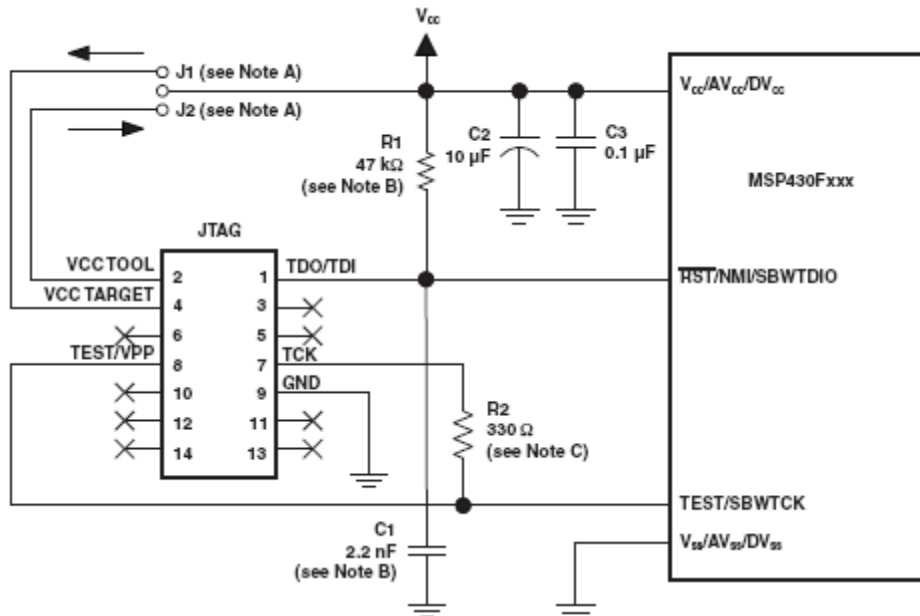 Vcc
J1 (see Note A)
J2 (see Note A)
Vcc/AVcc/DVcc
R1
47 kΩ
(see Note B)
C2
10 µF
C3
0.1 µF
MSP430Fxxx
JTAG
VCC TOOL
2
1
TDO/TDI
RST/NMI/SBWTDIO
VCC TARGET
4
3
6
5
TEST/VPP
8
7
TCK
10
9
GND
12
11
14
13
R2
330 Ω
(see Note C)
TEST/SBWTCK
C1
2.2 nF
(see Note B)
Vss/AVss/DVss